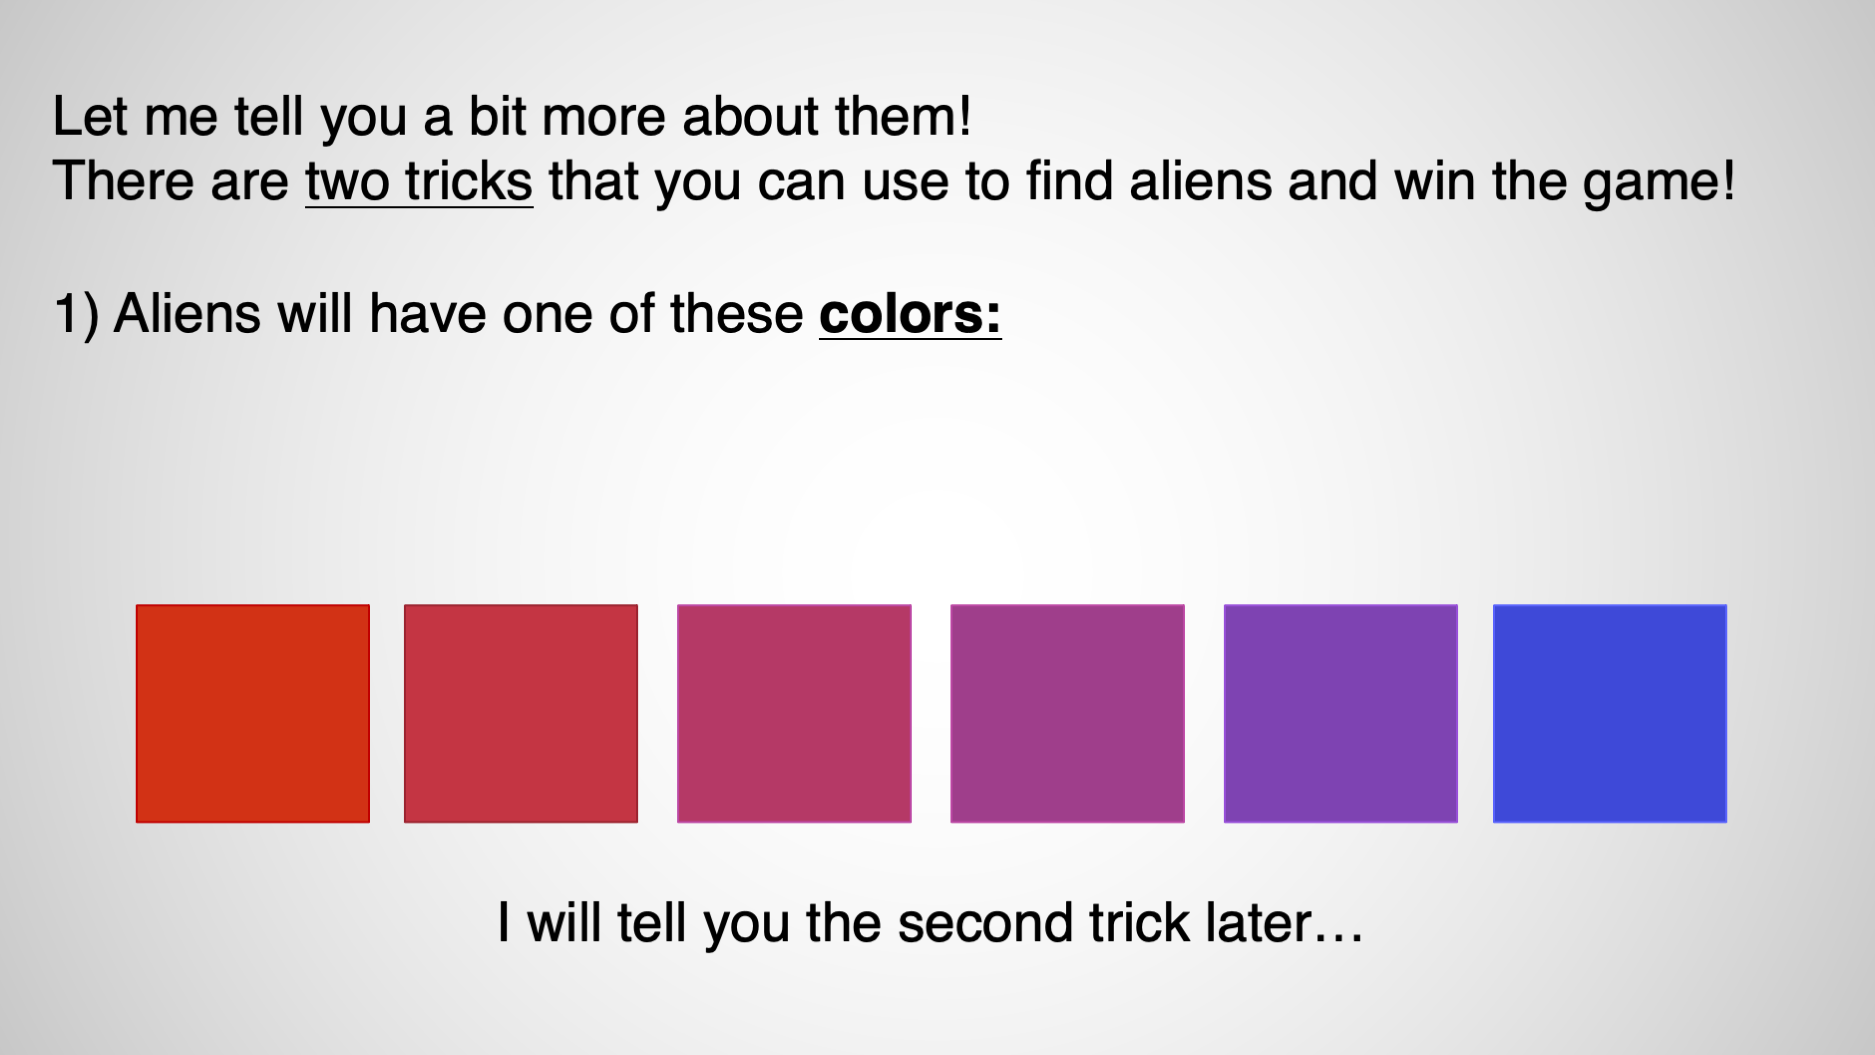 Let me tell you a bit more about them!
There are two tricks that you can use to find aliens and win the game!
1) Aliens will have one of these colors:
I will tell you the second trick later…